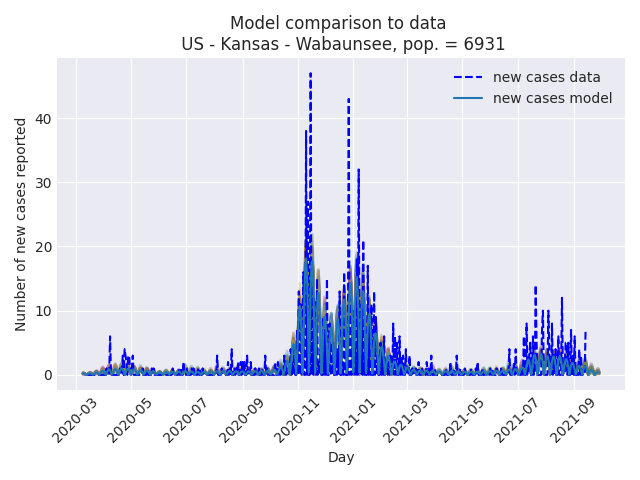 Model comparison to data
US - Kansas - Wabaunsee, pop. = 6931
new cases data
new cases model
Number of new cases reported
40
30
20
10
0
2020-03
2020-05
2020-07
2020-09
2020-11
2021-01
2021-03
2021-05
2021-07
2021-09
Day